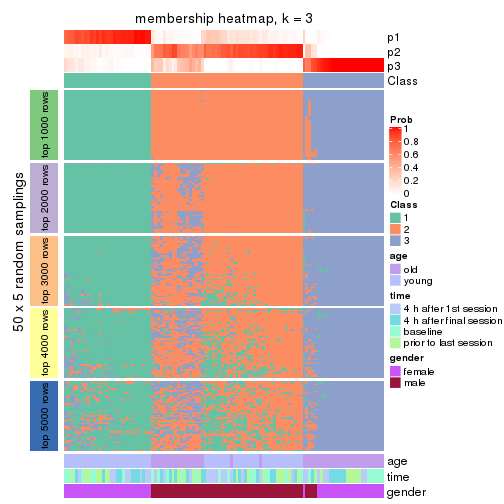 membership heatmap, k = 3
p1
p2
p3
Class
50 x 5 random samplings
top 1000 rows
top 2000 rows
top 3000 rows
top 4000 rows
top 5000 rows
Prob
1
0.8
0.6
0.4
0.2
0
Class
1
2
3
age
old
young
time
4 h after 1st session
4 h after final session
baseline
prior to last session
gender
female
male
age
time
gender